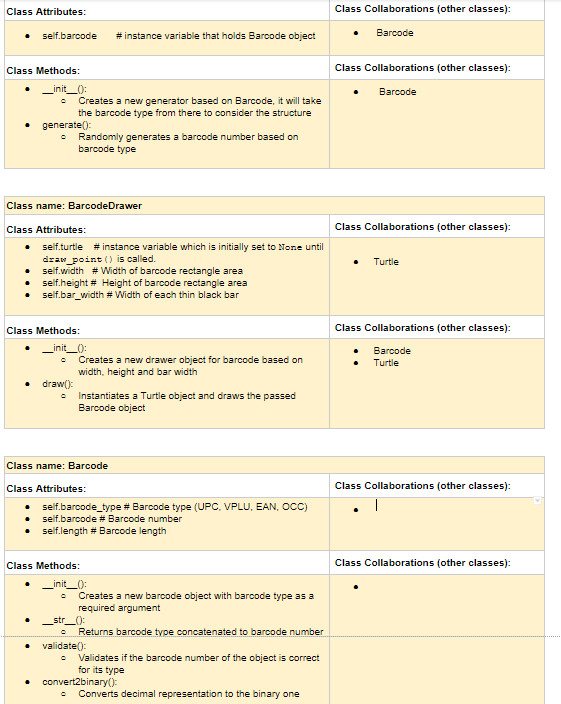 Class Attributes:
Class Collaborations (other classes):
● self.barcode # instance variable that holds Barcode object
● Barcode
Class Methods:
Class Collaborations (other classes):
● __init__():
○ Creates a new generator based on Barcode, it will take
the barcode type from there to consider the structure
● generate():
○ Randomly generates a barcode number based on
barcode type
● Barcode
Class name: BarcodeDrawer
Class Attributes:
Class Collaborations (other classes):
● self.turtle # instance variable which is initially set to None until
draw_point() is called.
● self.width # Width of barcode rectangle area
● self.height # Height of barcode rectangle area
● self.bar_width # Width of each thin black bar
● Turtle
Class Methods:
Class Collaborations (other classes):
● __init__():
○ Creates a new drawer object for barcode based on
width, height and bar width
● draw():
○ Instantiates a Turtle object and draws the passed
Barcode object
● Barcode
● Turtle
Class name: Barcode
Class Attributes:
Class Collaborations (other classes):
● self.barcode_type # Barcode type (UPC, VPLU, EAN, OCC)
● self.barcode # Barcode number
● self.length # Barcode length
Class Methods:
Class Collaborations (other classes):
● __init__():
○ Creates a new barcode object with barcode type as a
required argument
● __str__():
○ Returns barcode type concatenated to barcode number
● validate():
○ Validates if the barcode number of the object is correct
for its type
● convert2binary():
○ Converts decimal representation to the binary one